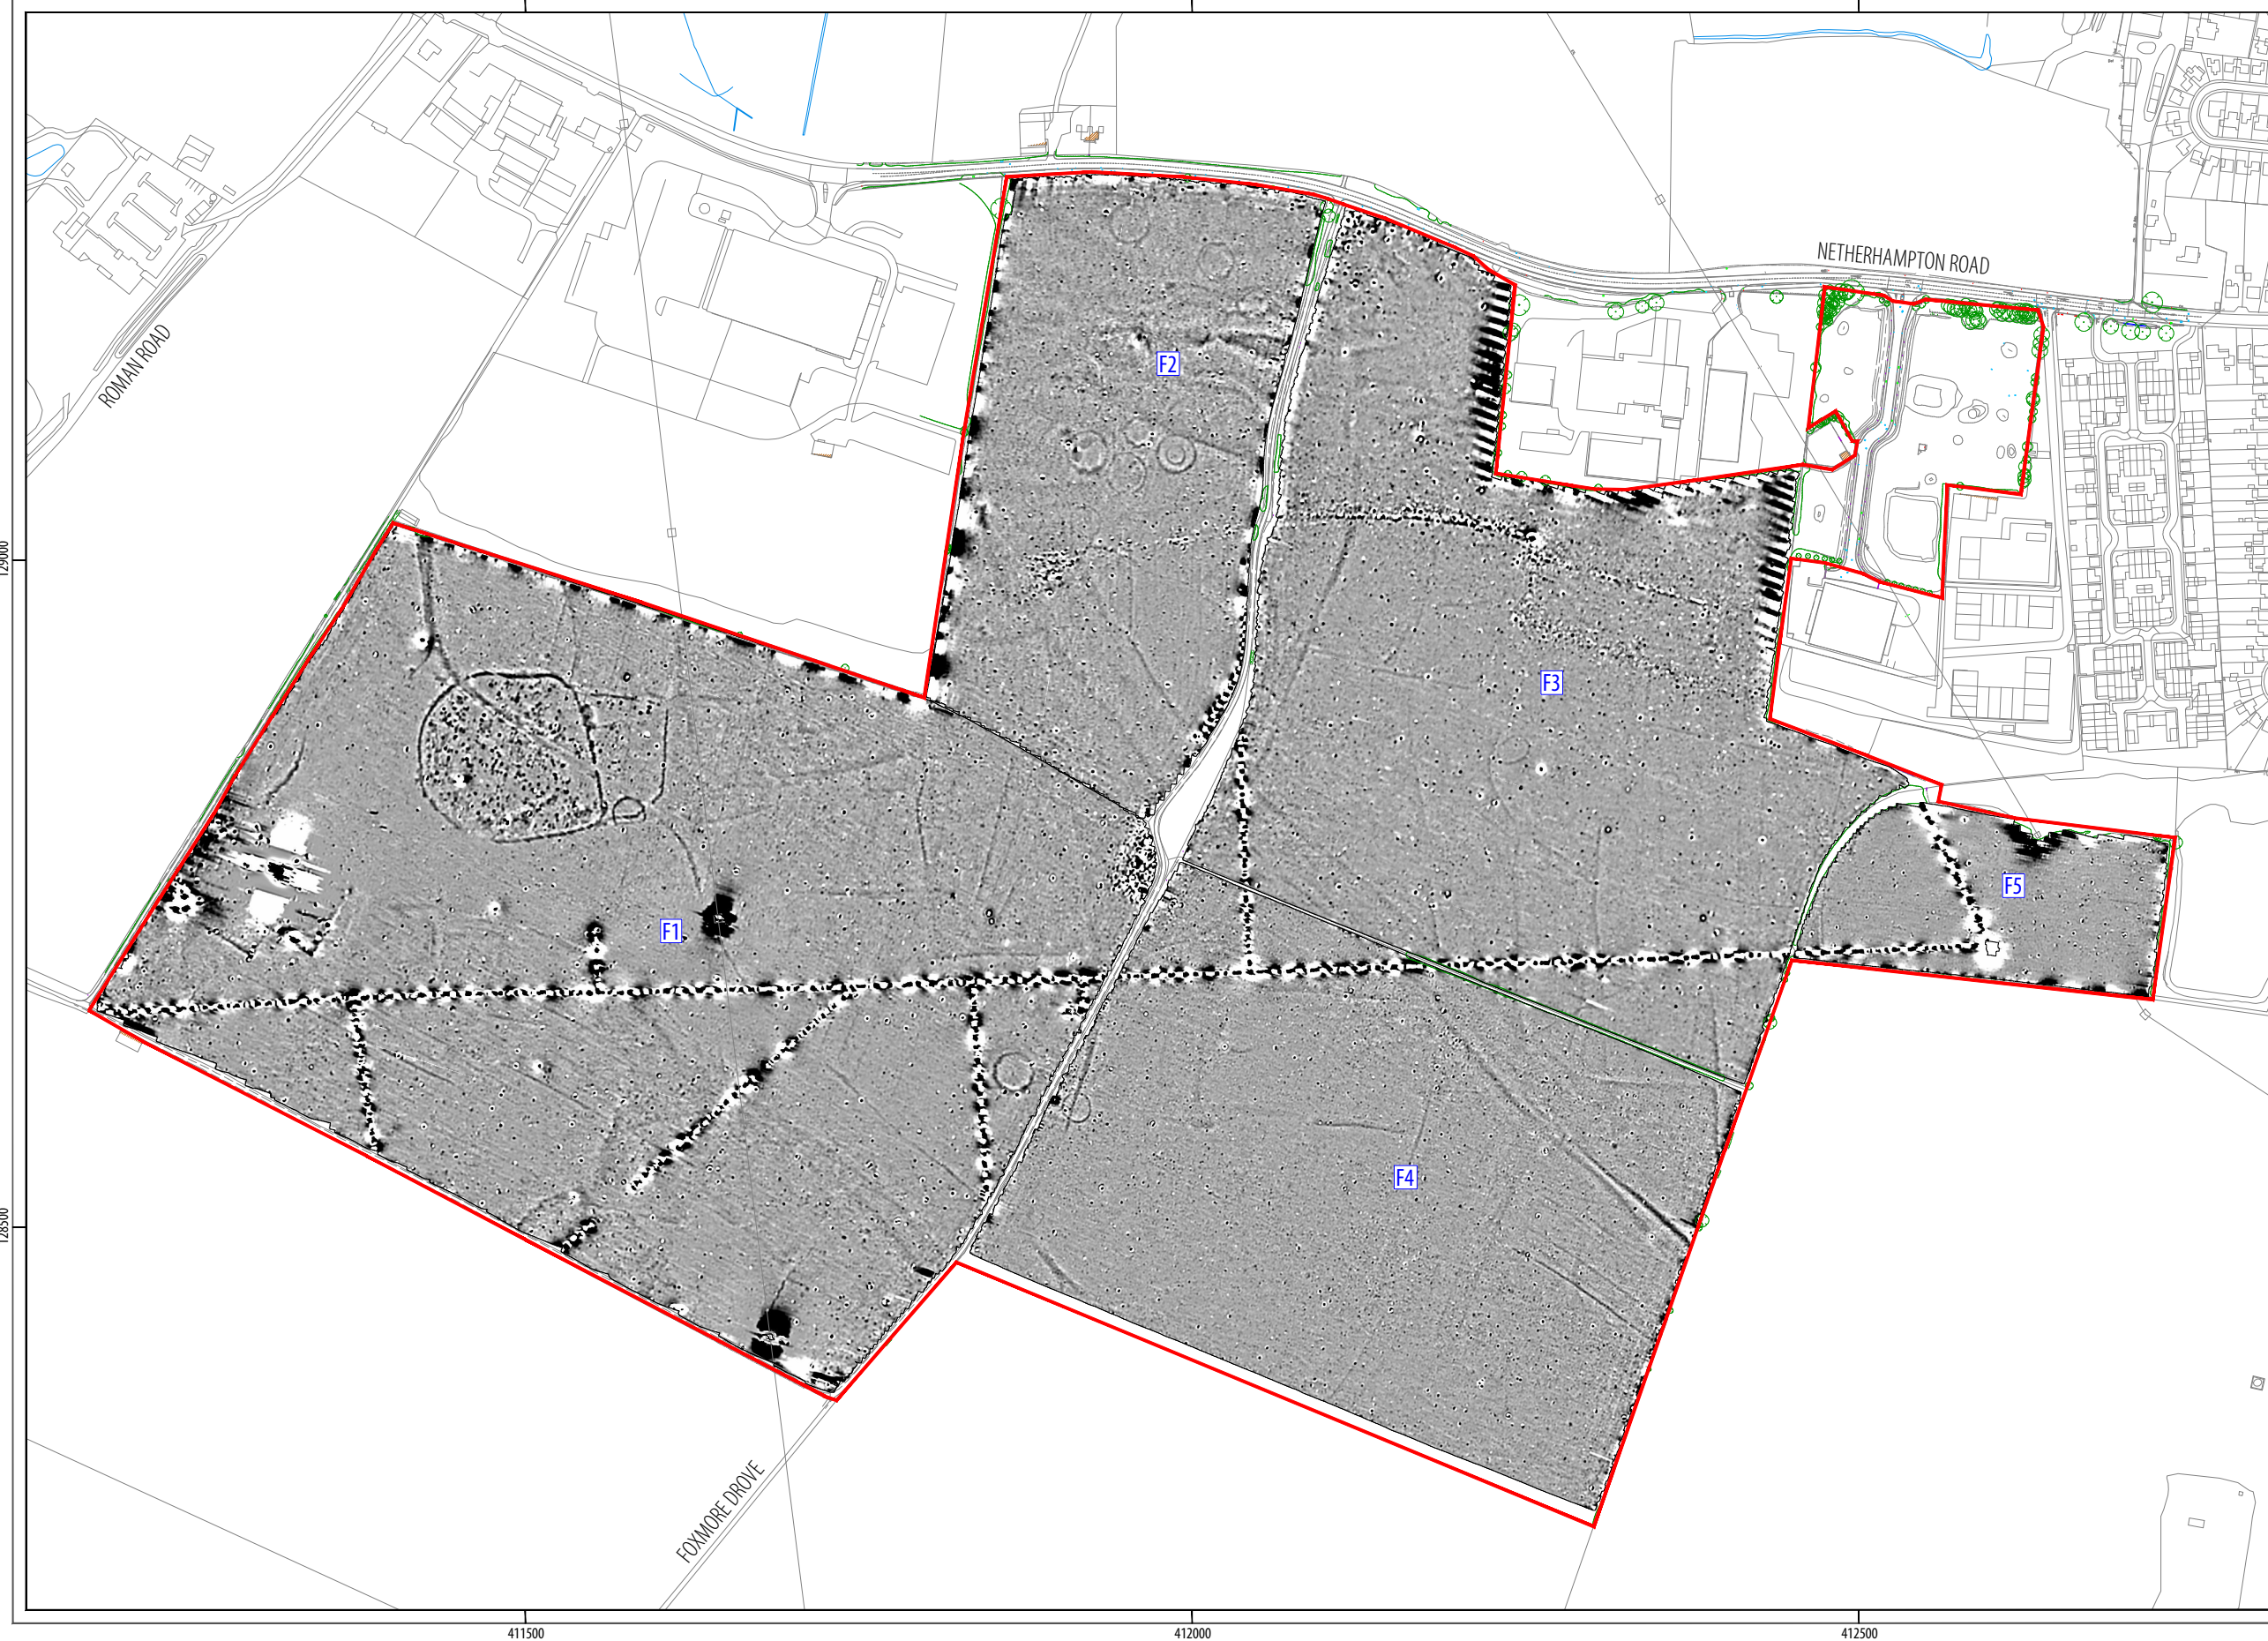 NETHERHAMPTON ROAD
ROMAN ROAD
F2
F3
F1
F5
F4
FOXMORE DROVE
129000
128500
411500
412000
412500